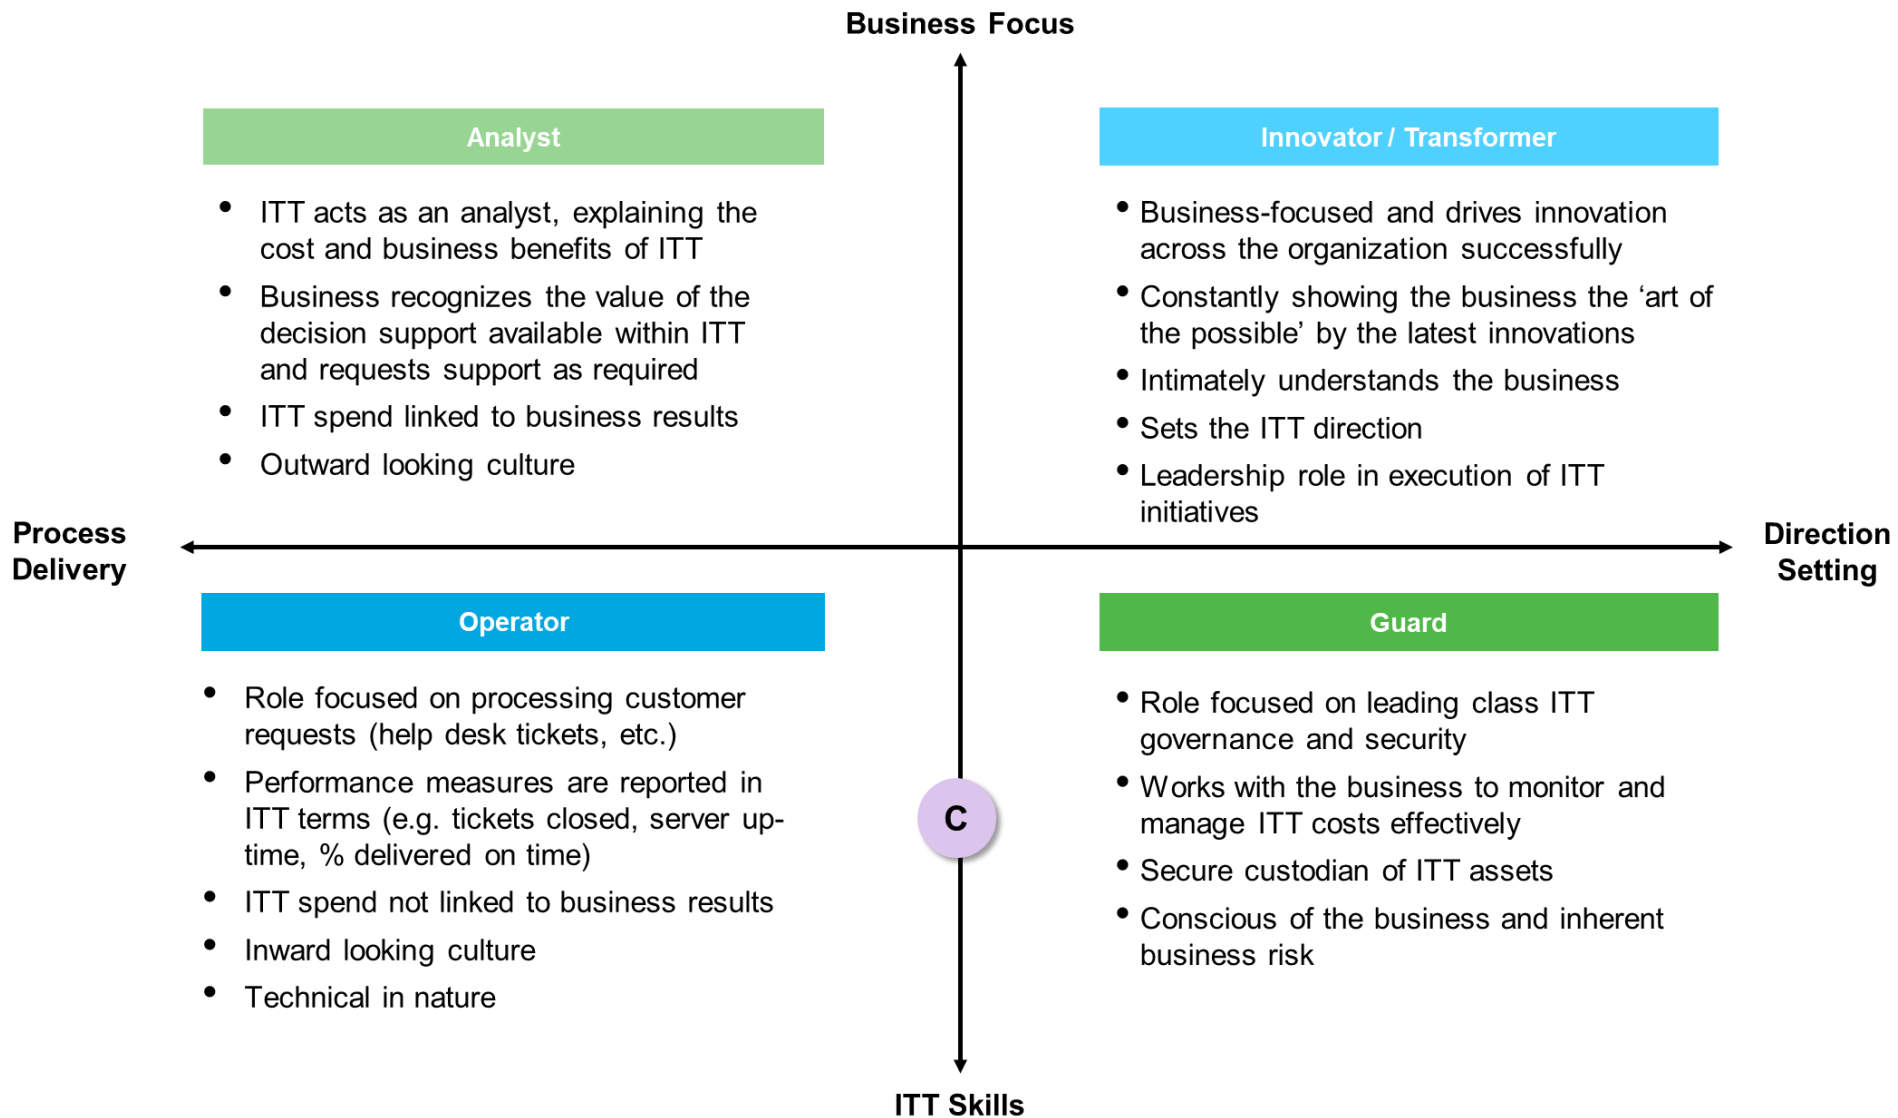 Business Focus
Analyst
• ITT acts as an analyst, explaining the
cost and business benefits of ITT
• Business recognizes the value of the
decision support available within ITT
and requests support as required
• ITT spend linked to business results
• Outward looking culture
Innovator / Transformer
• Business-focused and drives innovation
across the organization successfully
• Constantly showing the business the ‘art of
the possible’ by the latest innovations
• Intimately understands the business
• Sets the ITT direction
• Leadership role in execution of ITT
initiatives
Process
Delivery
Direction
Setting
Operator
• Role focused on processing customer
requests (help desk tickets, etc.)
• Performance measures are reported in
ITT terms (e.g. tickets closed, server up-
time, % delivered on time)
• ITT spend not linked to business results
• Inward looking culture
• Technical in nature
C
Guard
• Role focused on leading class ITT
governance and security
• Works with the business to monitor and
manage ITT costs effectively
• Secure custodian of ITT assets
• Conscious of the business and inherent
business risk
ITT Skills